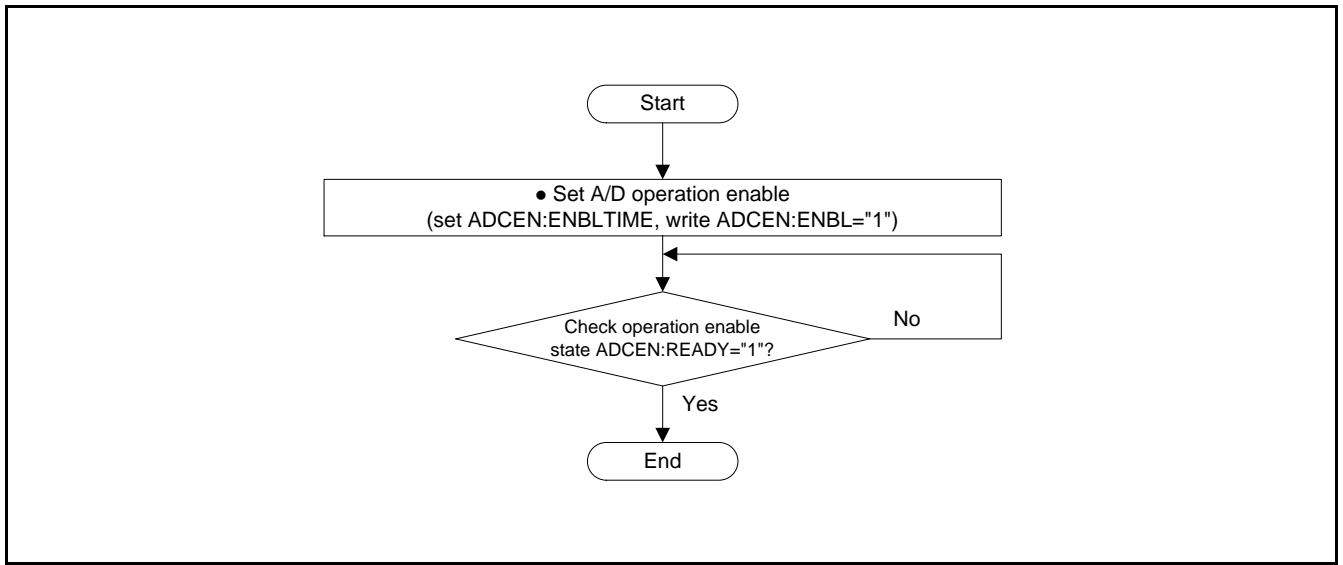 Start
● Set A/D operation enable
(set ADCEN:ENBLTIME, write ADCEN:ENBL="1")
Check operation enable
state ADCEN:READY="1"?
No
Yes
End